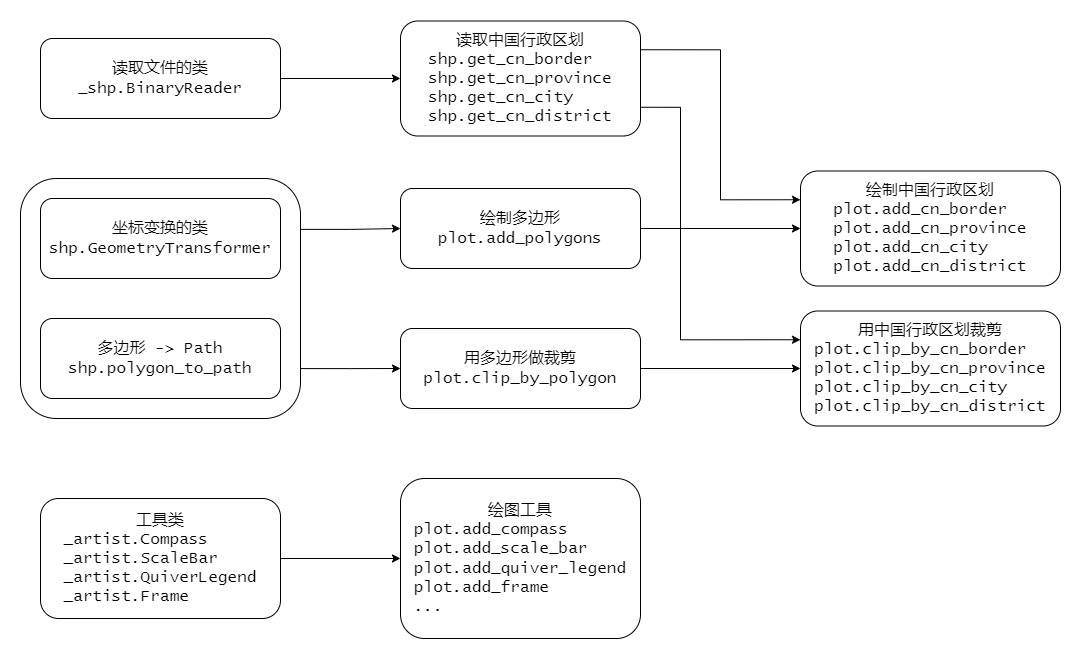 读取文件的类
_shp.BinaryReader
读取中国行政区划
shp.get_cn_border
shp.get_cn_province
shp.get_cn_city
shp.get_cn_district
坐标变换的类
shp.GeometryTransformer
多边形 -> Path
shp.polygon_to_path
绘制多边形
plot.add_polygons
用多边形做裁剪
plot.clip_by_polygon
绘制中国行政区划
plot.add_cn_border
plot.add_cn_province
plot.add_cn_city
plot.add_cn_district
用中国行政区划裁剪
plot.clip_by_cn_border
plot.clip_by_cn_province
plot.clip_by_cn_city
plot.clip_by_cn_district
工具类
_artist.Compass
_artist.ScaleBar
_artist.QuiverLegend
_artist.Frame
绘图工具
plot.add_compass
plot.add_scale_bar
plot.add_quiver_legend
plot.add_frame
...